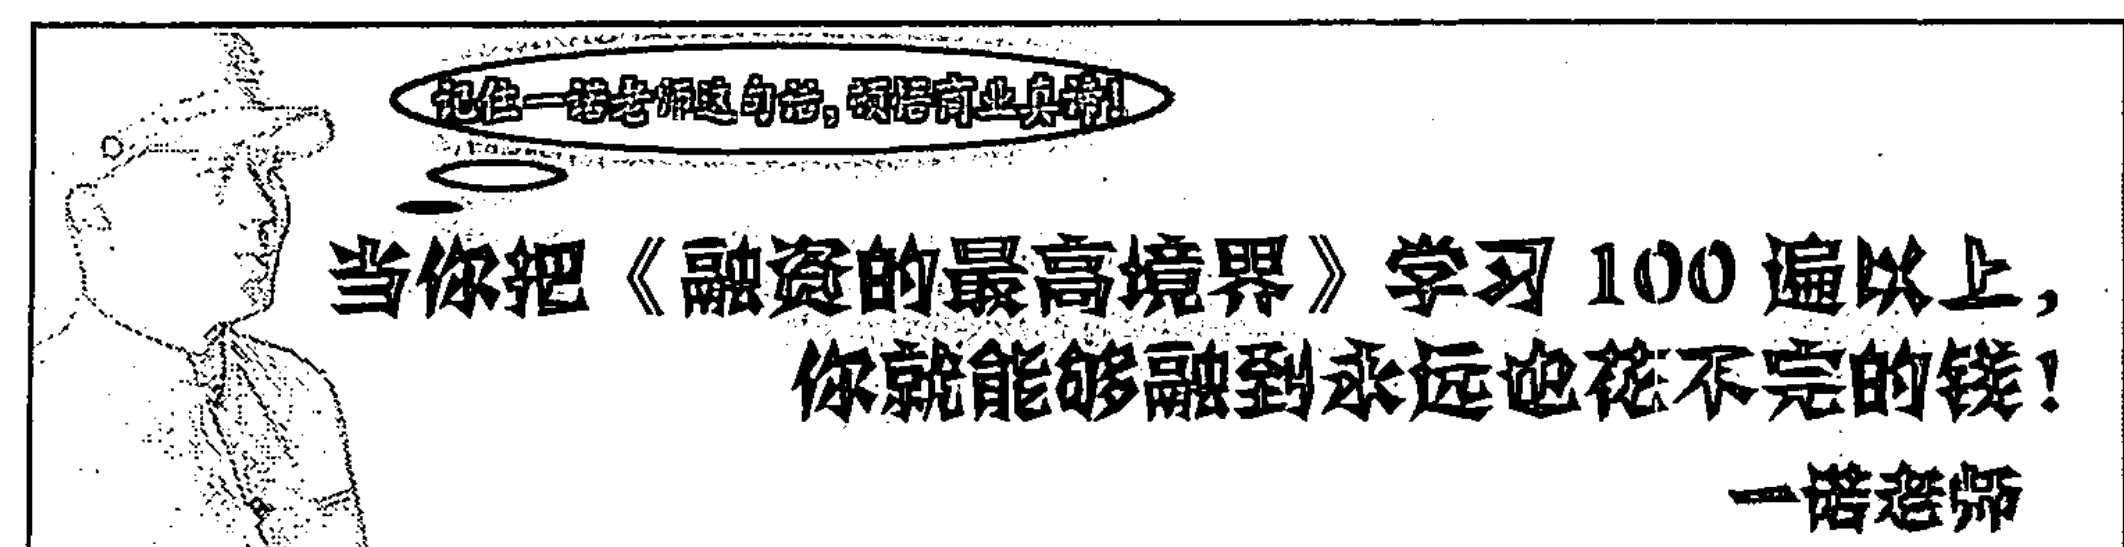 记住一诺老师这句话，顿悟商业真谛！
当你把《融资的最高境界》学习100遍以上，
你就能够融到永远也花不完的钱！
一诺老师